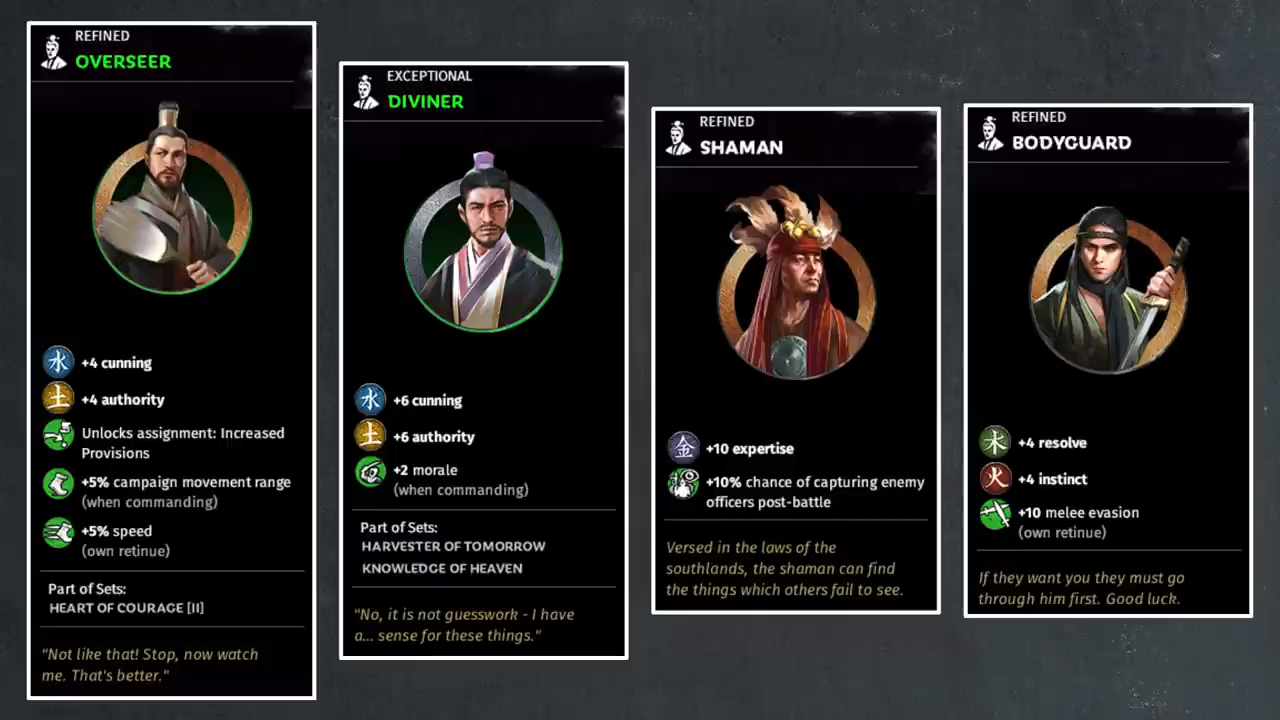 REFINED
OVERSEER
水 +4 cunning
土 +4 authority
Unlocks assignment: Increased
Provisions
+5% campaign movement range
(when commanding)
+5% speed
(own retinue)
Part of Sets:
HEART OF COURAGE [II]
"Not like that! Stop, now watch
me. That's better."
EXCEPTIONAL
DIVINER
水 +6 cunning
土 +6 authority
+2 morale
(when commanding)
Part of Sets:
HARVESTER OF TOMORROW
KNOWLEDGE OF HEAVEN
"No, it is not guesswork - I have
a... sense for these things."
REFINED
SHAMAN
金 +10 expertise
+10% chance of capturing enemy
officers post-battle
Versed in the laws of the
southlands, the shaman can find
the things which others fail to see.
REFINED
BODYGUARD
木 +4 resolve
火 +4 instinct
+10 melee evasion
(own retinue)
If they want you they must go
through him first. Good luck.